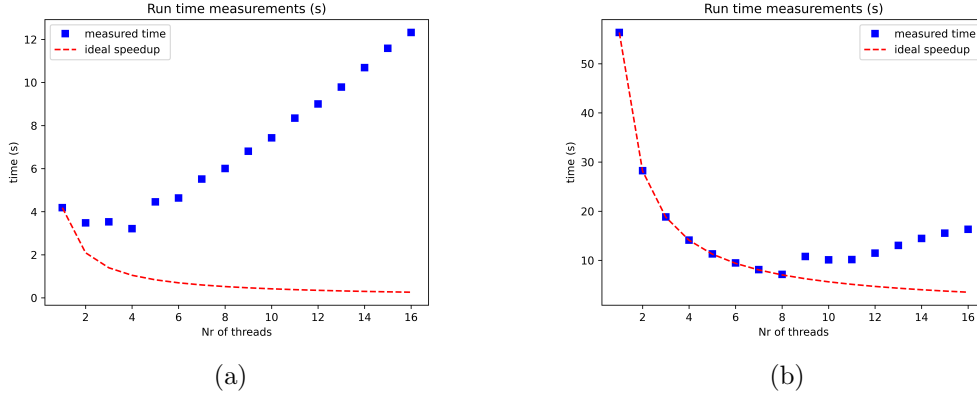 Run time measurements (s)
measured time
ideal speedup
time (s)
12
10
8
6
4
2
0
2 4 6 8 10 12 14 16
Nr of threads
(a)
Run time measurements (s)
measured time
ideal speedup
time (s)
50
40
30
20
10
2 4 6 8 10 12 14 16
Nr of threads
(b)